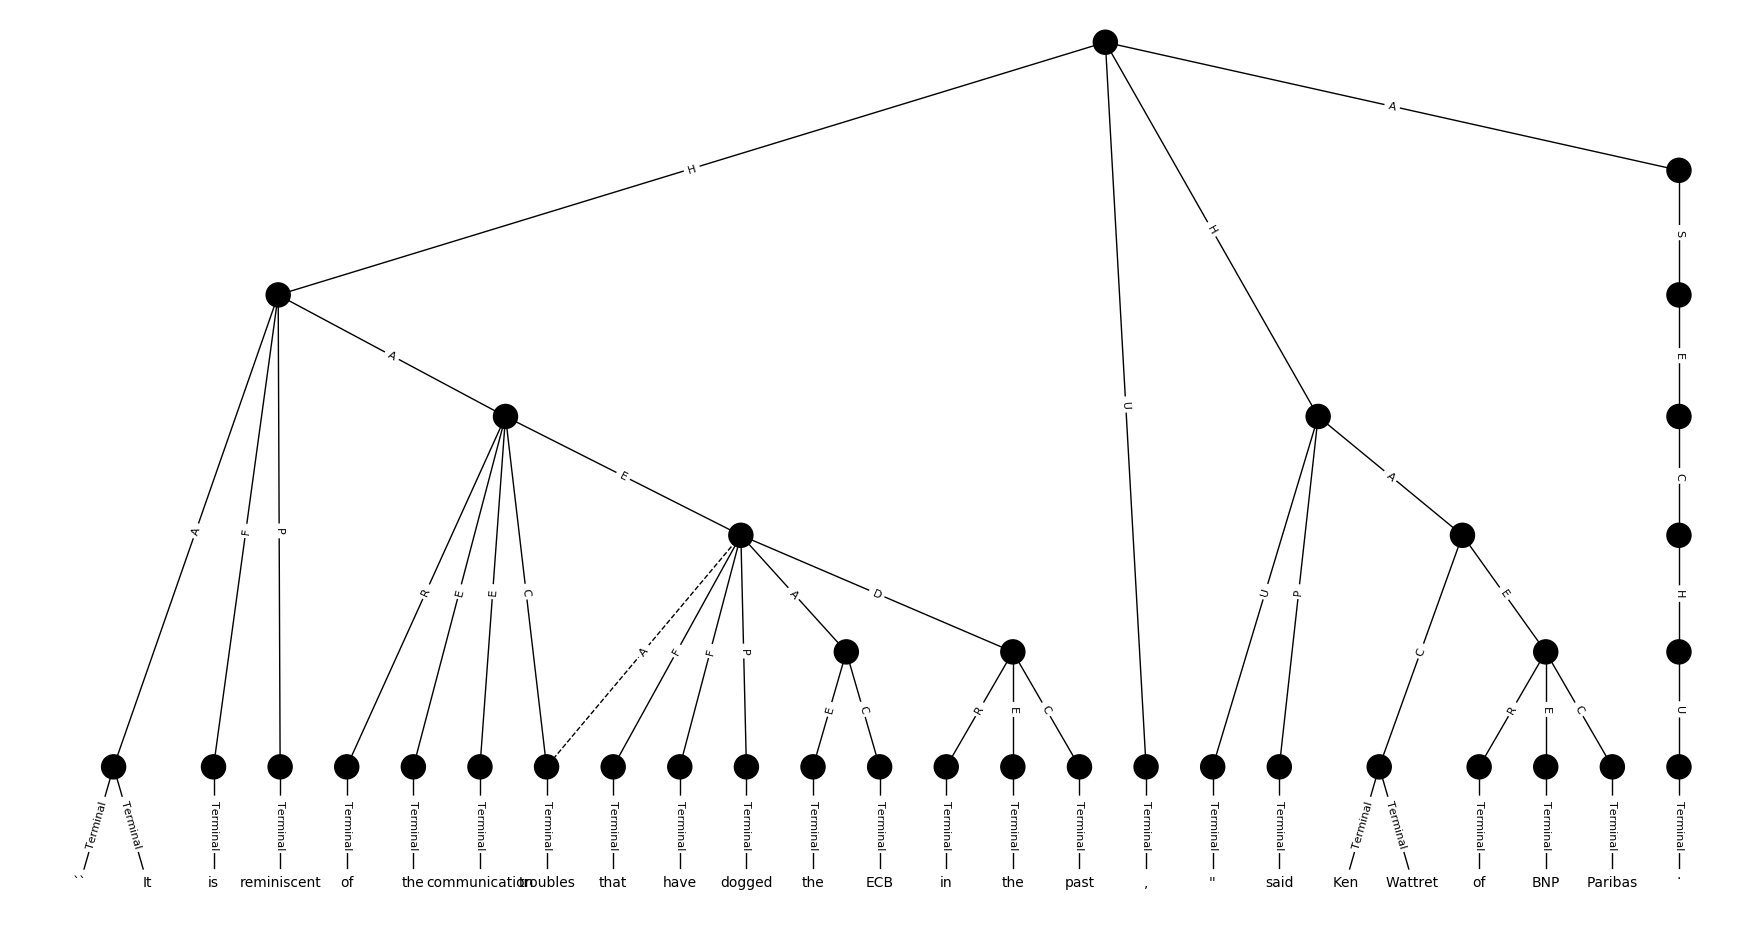 A
H
S
H
E
A
U
C
E
A
A F P
R E E C
H
U P
E
A
D
A F F P
C
E C
R E C
R E C
U
Terminal Terminal Terminal Terminal Terminal Terminal Terminal Terminal Terminal Terminal Terminal Terminal Terminal Terminal Terminal Terminal Terminal Terminal Terminal Terminal Terminal Terminal Terminal Terminal Terminal
`` It is reminiscent of the communication troubles that have dogged the ECB in the past , " said Ken Wattret of BNP Paribas .